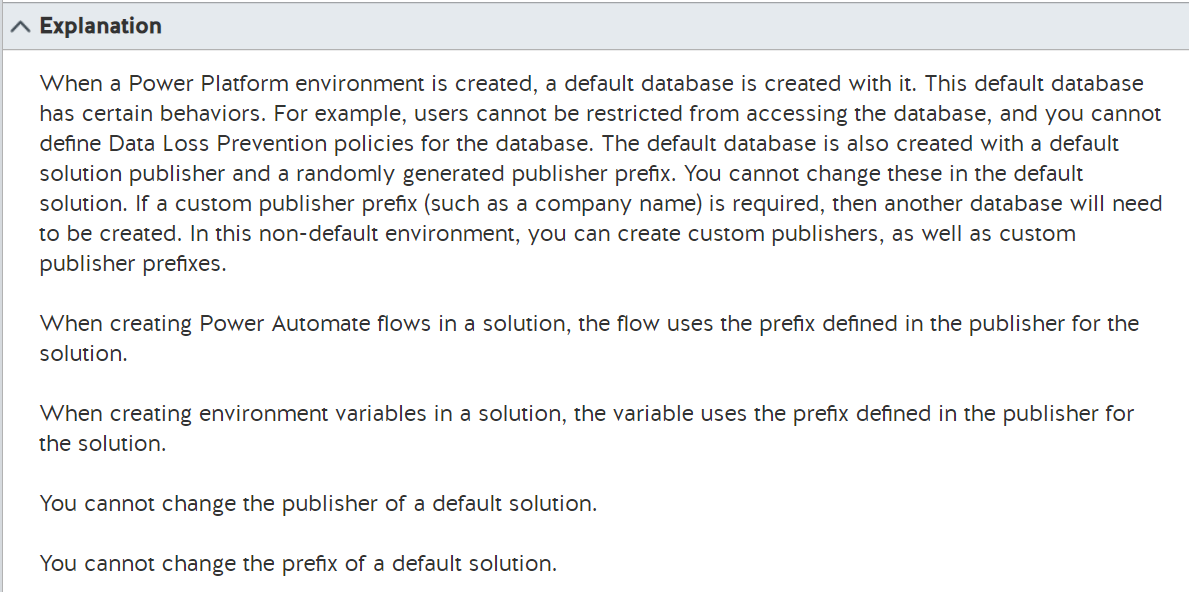 Explanation
When a Power Platform environment is created, a default database is created with it. This default database
has certain behaviors. For example, users cannot be restricted from accessing the database, and you cannot
define Data Loss Prevention policies for the database. The default database is also created with a default
solution publisher and a randomly generated publisher prefix. You cannot change these in the default
solution. If a custom publisher prefix (such as a company name) is required, then another database will need
to be created. In this non-default environment, you can create custom publishers, as well as custom
publisher prefixes.
When creating Power Automate flows in a solution, the flow uses the prefix defined in the publisher for the
solution.
When creating environment variables in a solution, the variable uses the prefix defined in the publisher for
the solution.
You cannot change the publisher of a default solution.
You cannot change the prefix of a default solution.